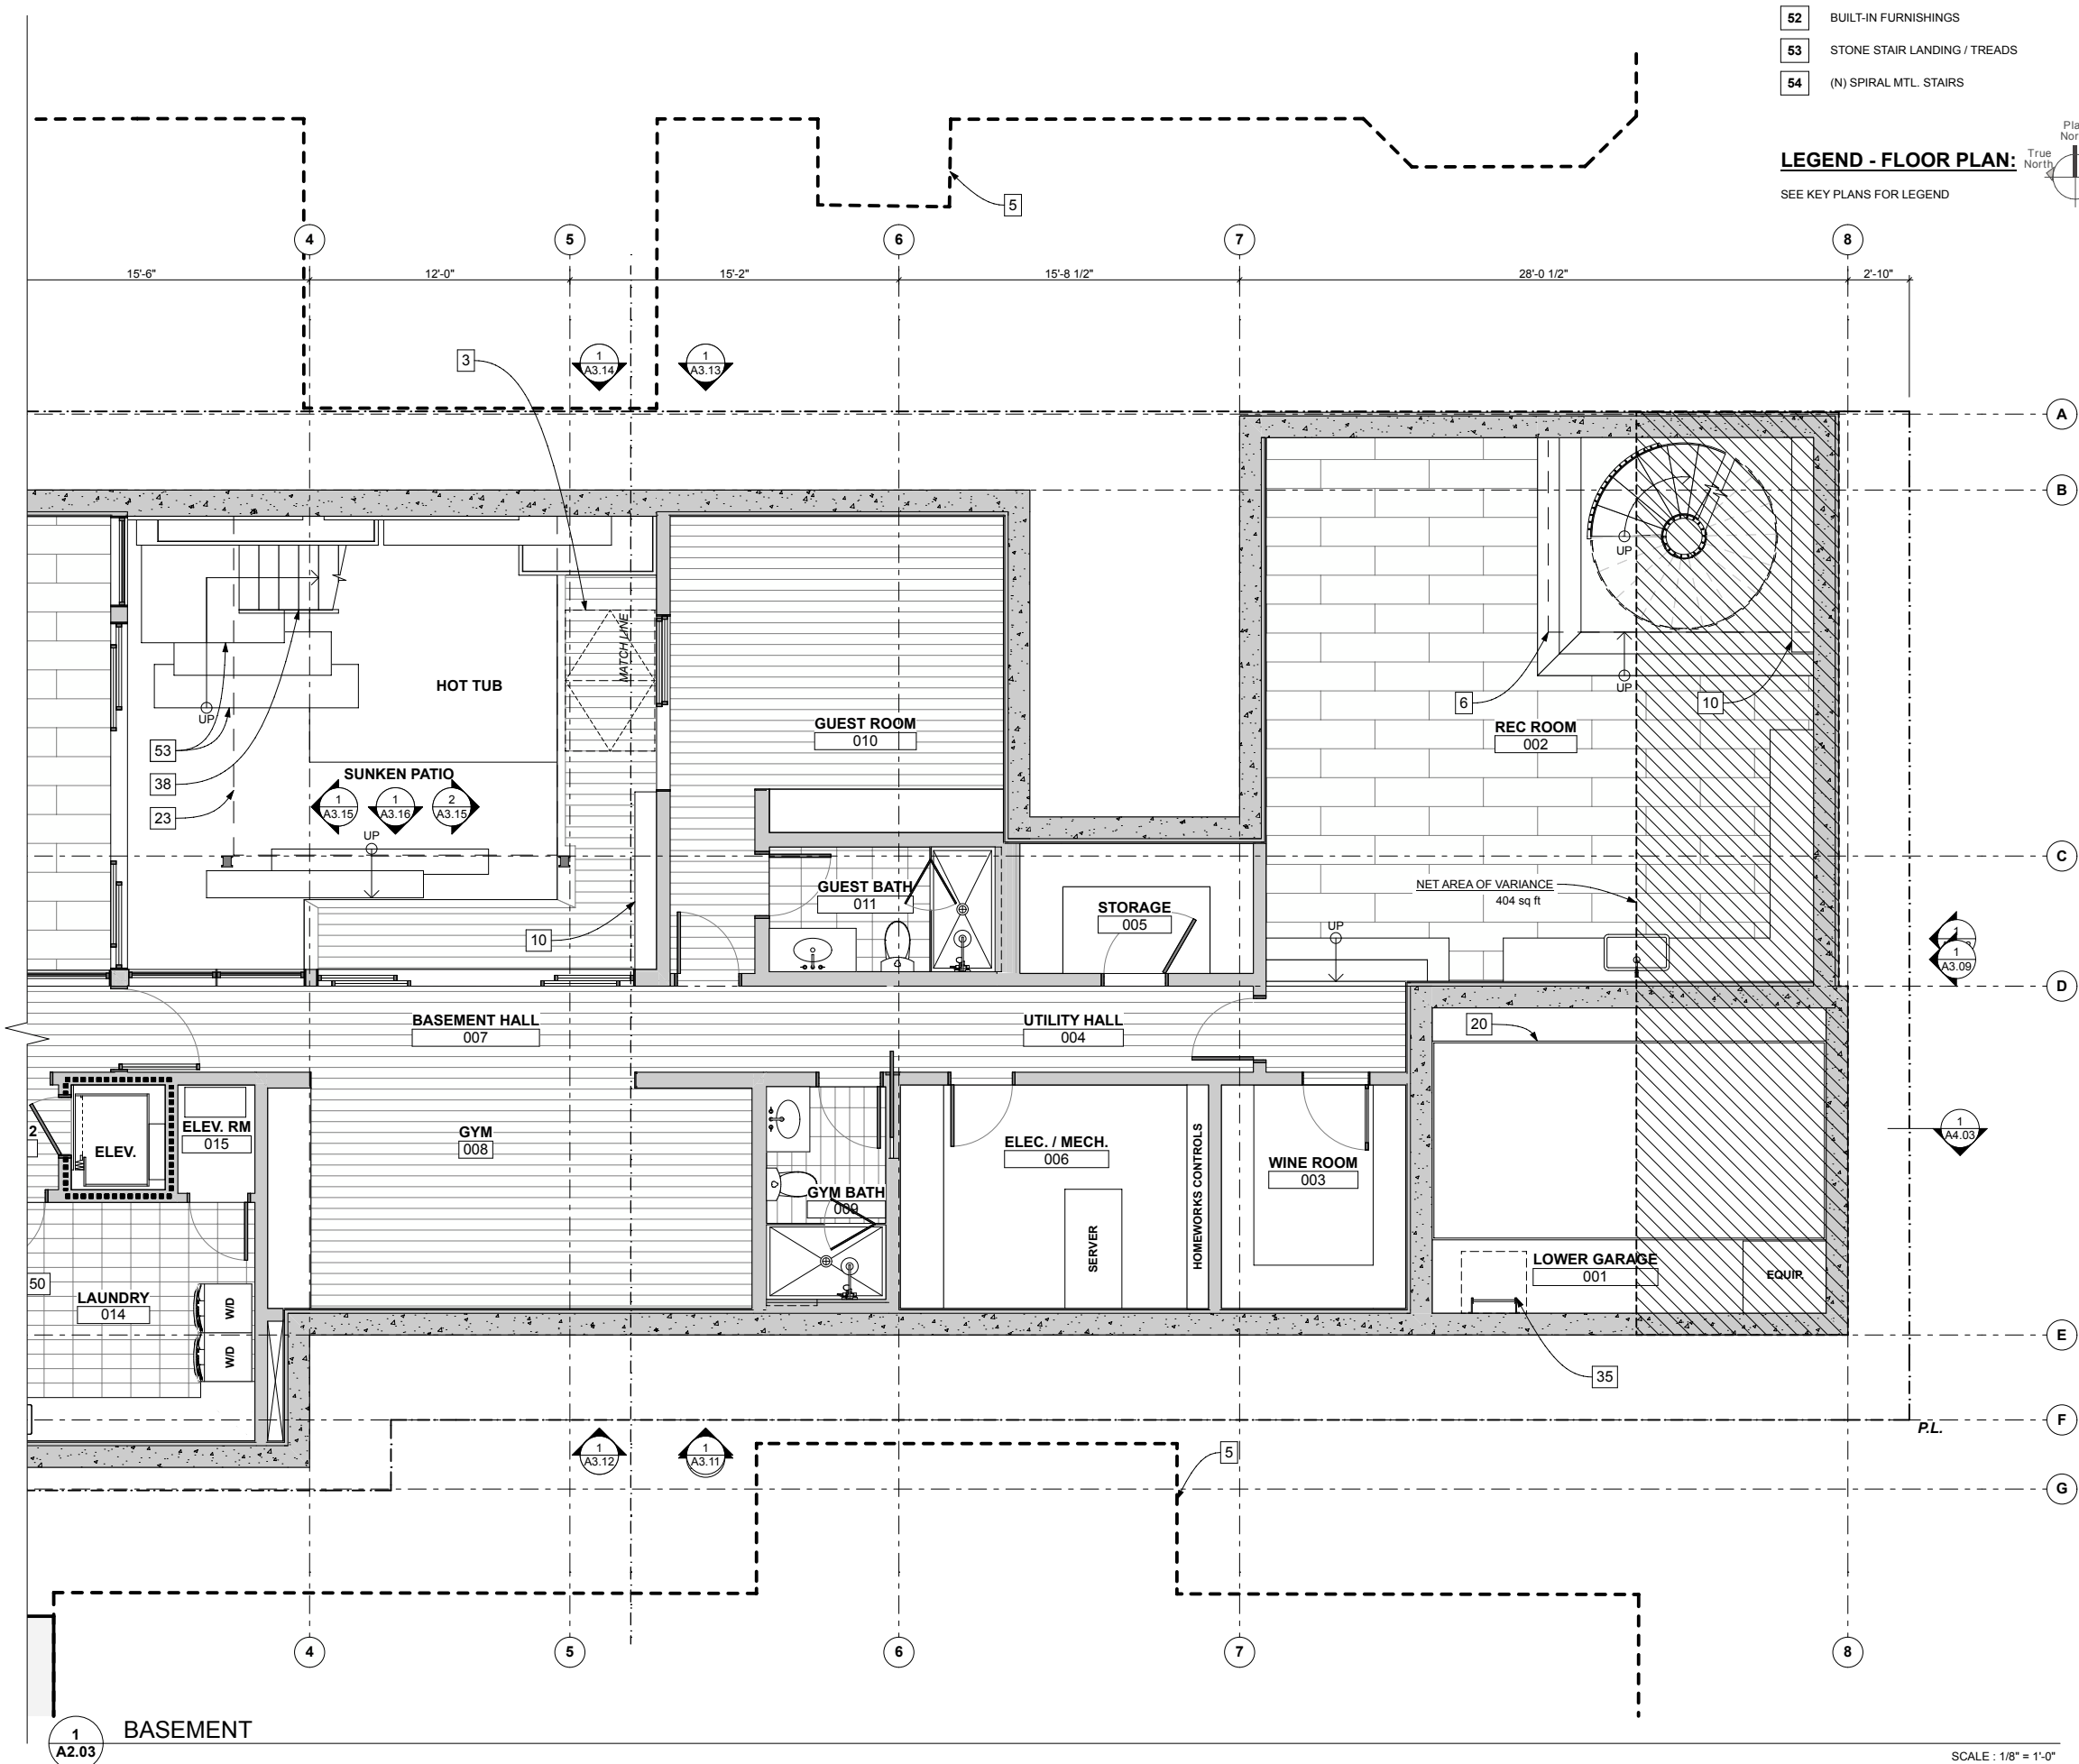 52 BUILT-IN FURNISHINGS
53 STONE STAIR LANDING / TREADS
54 (N) SPIRAL MTL. STAIRS
LEGEND - FLOOR PLAN:
True
North
SEE KEY PLANS FOR LEGEND
5
4 5 6 7 8
15'-6" 12'-0" 15'-2" 15'-8 1/2" 28'-0 1/2" 2'-10"
3
1
A3.14
1
A3.13
A
B
UP
MATCH LINE
HOT TUB
UP
UP
6
10
GUEST ROOM
010
REC ROOM
002
53
38
23
SUNKEN PATIO
1
A3.15
1
A3.16
2
A3.15
UP
C
GUEST BATH
011
NET AREA OF VARIANCE
404 sq ft
STORAGE
005
10
UP
1
A3.09
D
BASEMENT HALL
007
UTILITY HALL
004
20
2
ELEV.
ELEV. RM
015
GYM
008
ELEC. / MECH.
006
HOMEWORKS CONTROLS
WINE ROOM
003
1
A4.03
GYM BATH
009
SERVER
LOWER GARAGE
001
EQUIP.
50
LAUNDRY
014
W/D
W/D
E
35
F
P.L.
1
A3.12
1
A3.11
5
G
4 5 6 7 8
1
A2.03
BASEMENT
SCALE : 1/8" = 1'-0"